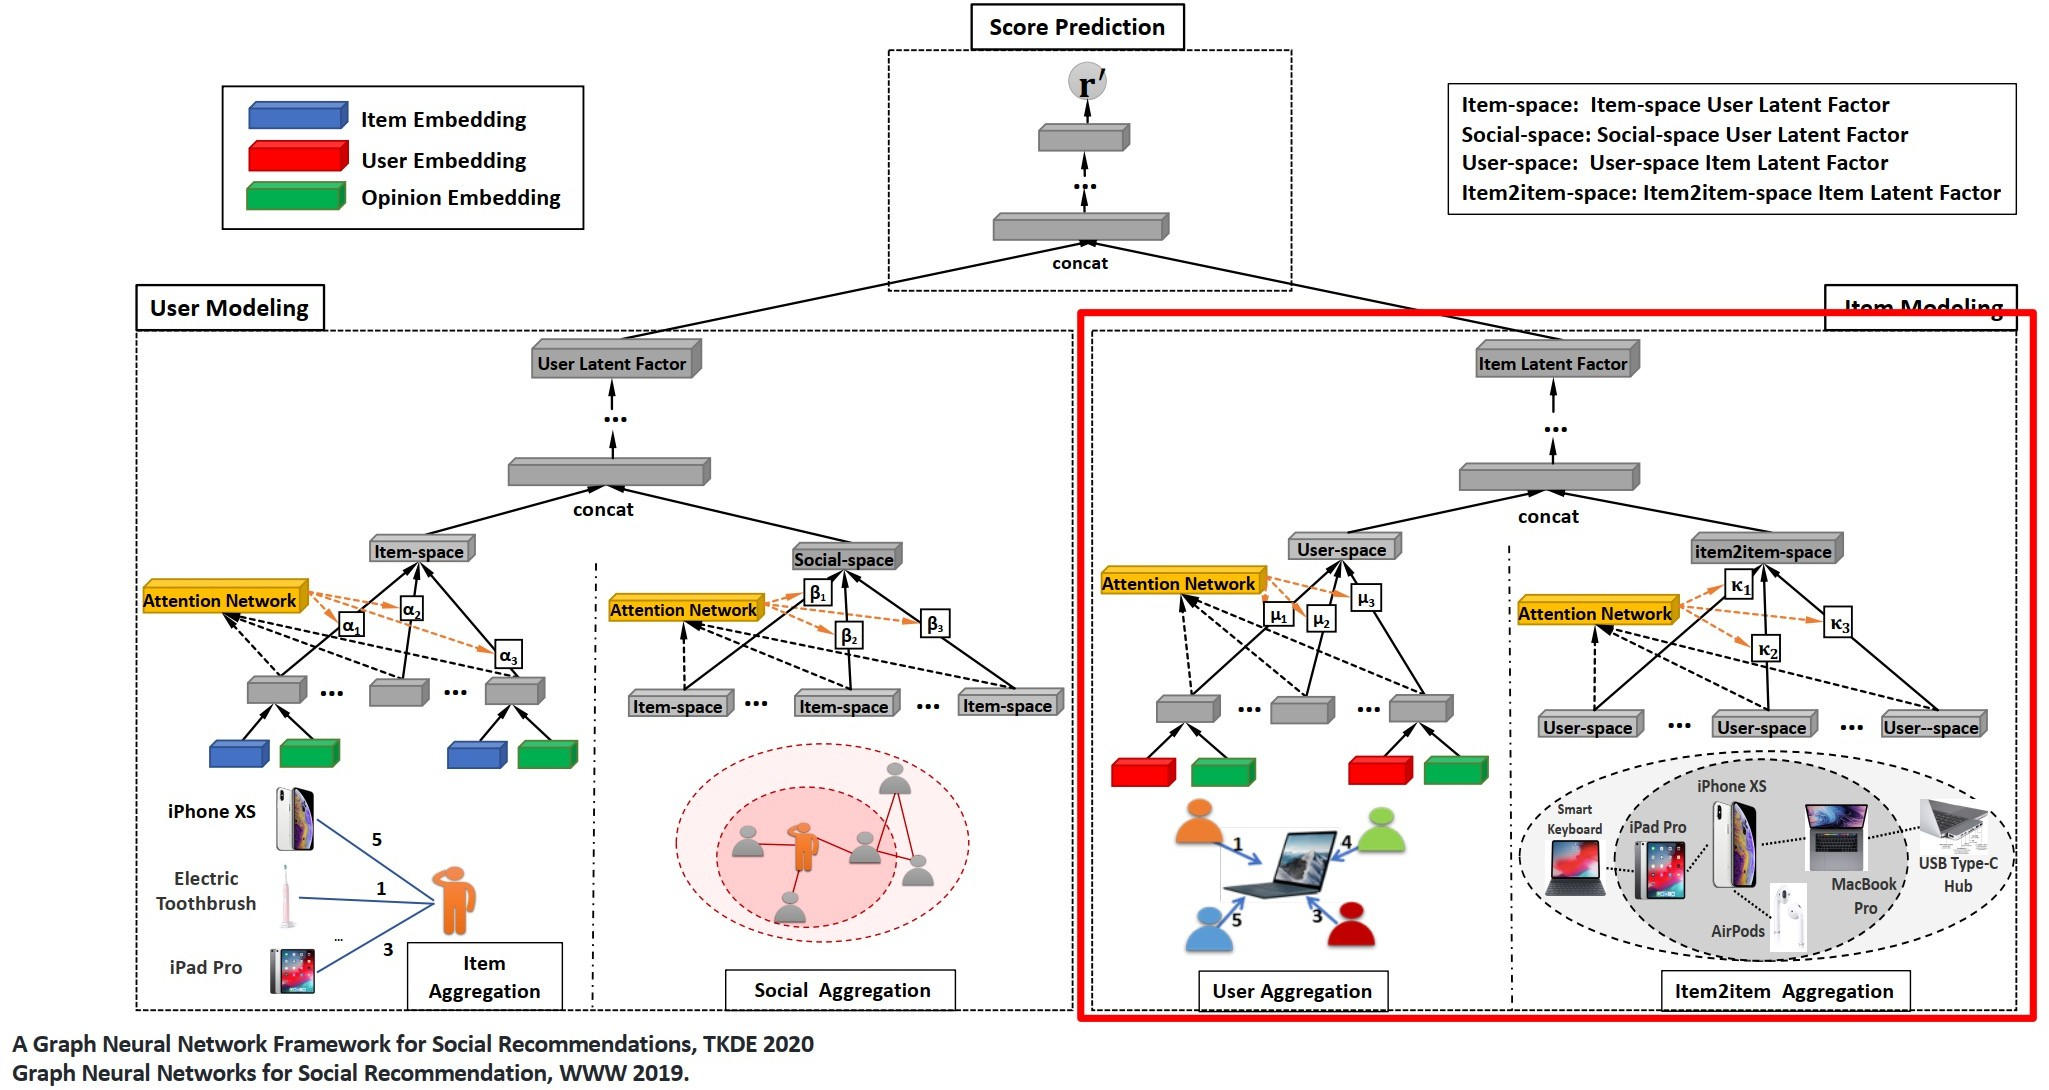 Score Prediction
r′
concat
Item Embedding
User Embedding
Opinion Embedding
Item-space:  Item-space User Latent Factor
Social-space: Social-space User Latent Factor
User-space:  User-space Item Latent Factor
Item2item-space: Item2item-space Item Latent Factor
User Modeling
User Latent Factor
...
concat
Item-space
Social-space
Attention Network
α1
α2
α3
Attention Network
β1
β2
β3
... ...
Item-space ... Item-space ... Item-space
iPhone XS
5
Electric
Toothbrush
1
...
iPad Pro
3
Item
Aggregation
Social Aggregation
Item Modeling
Item Latent Factor
...
concat
User-space
item2item-space
Attention Network
μ1
μ2
μ3
Attention Network
κ1
κ2
κ3
... ...
User-space ... User-space ... User--space
1
4
5
3
User Aggregation
iPhone XS
Smart
Keyboard
iPad Pro
MacBook
Pro
USB Type-C
Hub
AirPods
Item2item Aggregation
A Graph Neural Network Framework for Social Recommendations, TKDE 2020
Graph Neural Networks for Social Recommendation, WWW 2019.